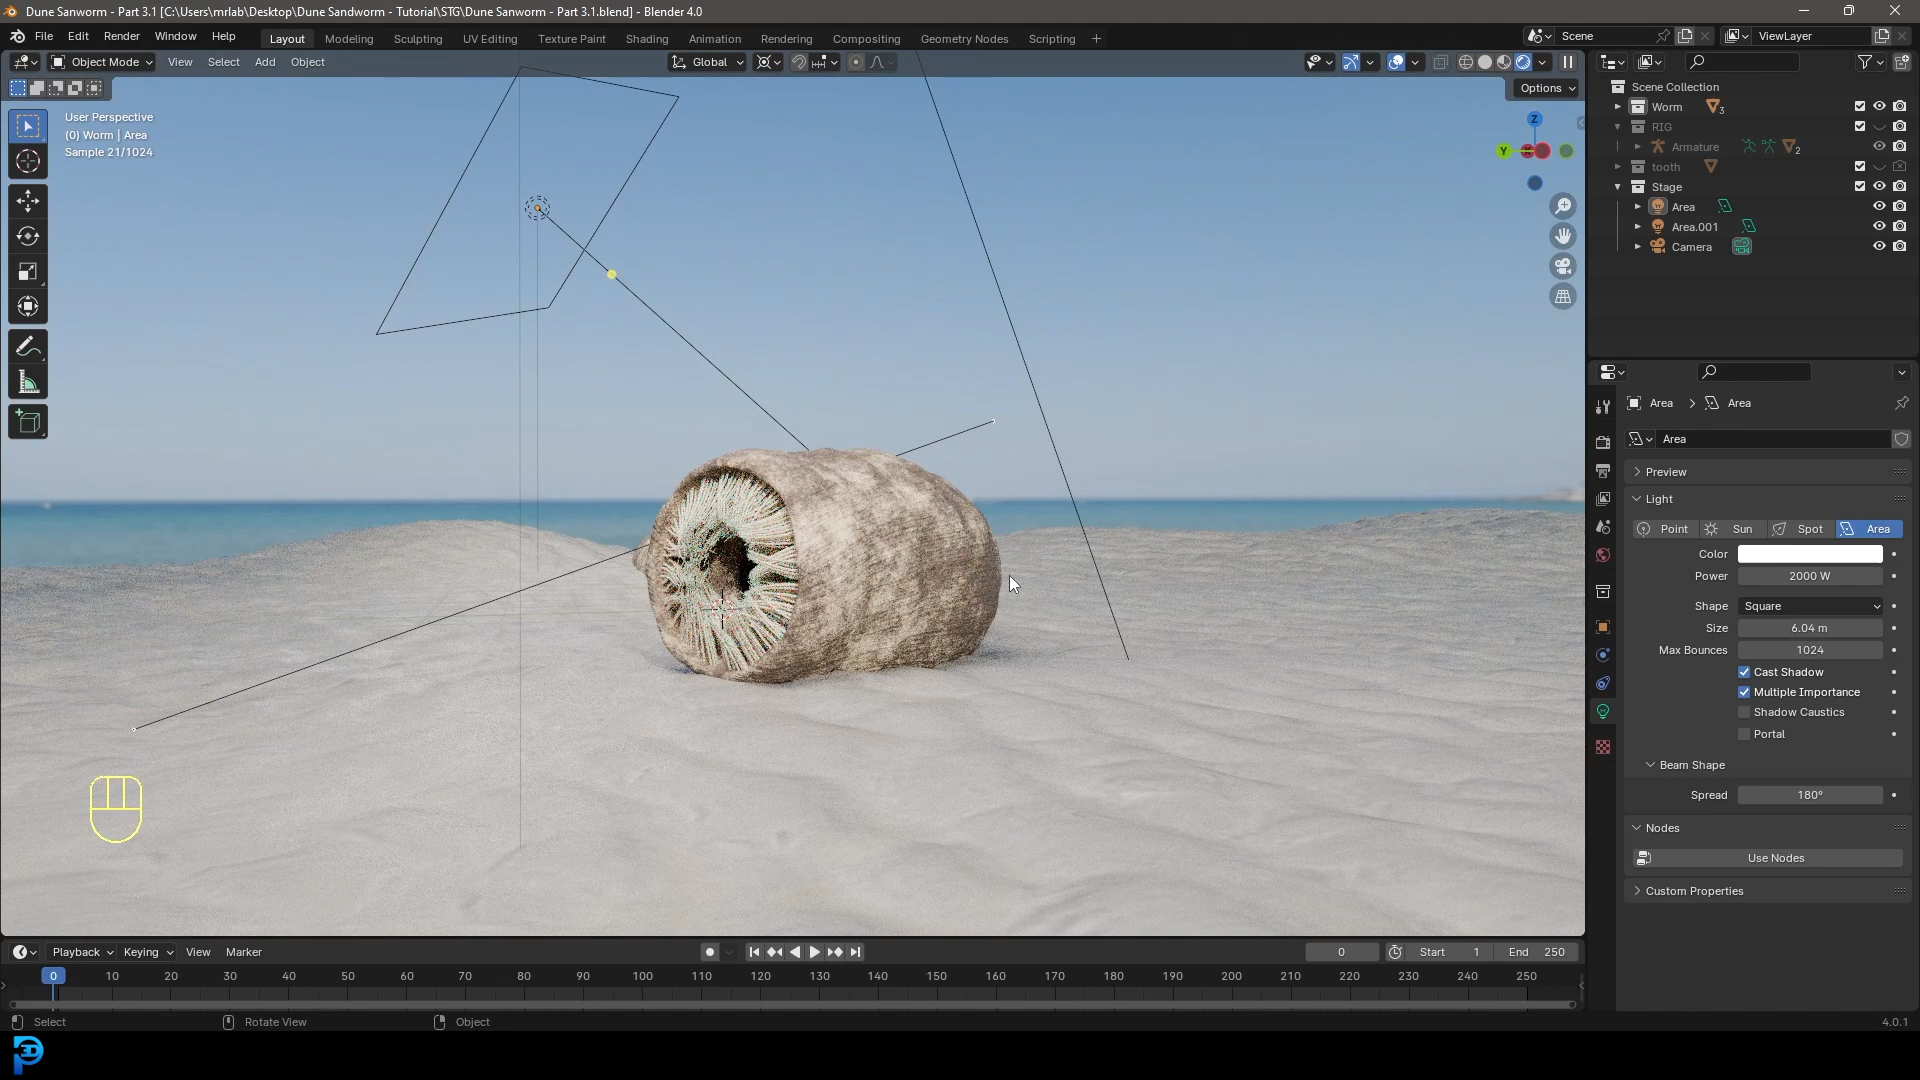 Dune Sanworm - Part 3.1 [C:\Users\mrlab\Desktop\Dune Sandworm - Tutorial\STG\Dune Sanworm - Part 3.1.blend] - Blender 4.0
File Edit Render Window Help
Layout Modeling Sculpting UV Editing Texture Paint Shading Animation Rendering Compositing Geometry Nodes Scripting +
Scene
ViewLayer
Object Mode View Select Add Object
Global
Options
User Perspective
(0) Worm | Area
Sample 21/1024
Z
Y
X
Scene Collection
Worm 3
RIG
Armature 2
tooth
Stage
Area
Area.001
Camera
Area > Area
Area
Preview
Light
Point Sun Spot Area
Color
Power 2000 W
Shape Square
Size 6.04 m
Max Bounces 1024
Cast Shadow
Multiple Importance
Shadow Caustics
Portal
Beam Shape
Spread 180°
Nodes
Use Nodes
Custom Properties
Playback Keying View Marker
0
Start 1 End 250
0 10 20 30 40 50 60 70 80 90 100 110 120 130 140 150 160 170 180 190 200 210 220 230 240 250
Select Rotate View Object
4.0.1
3D